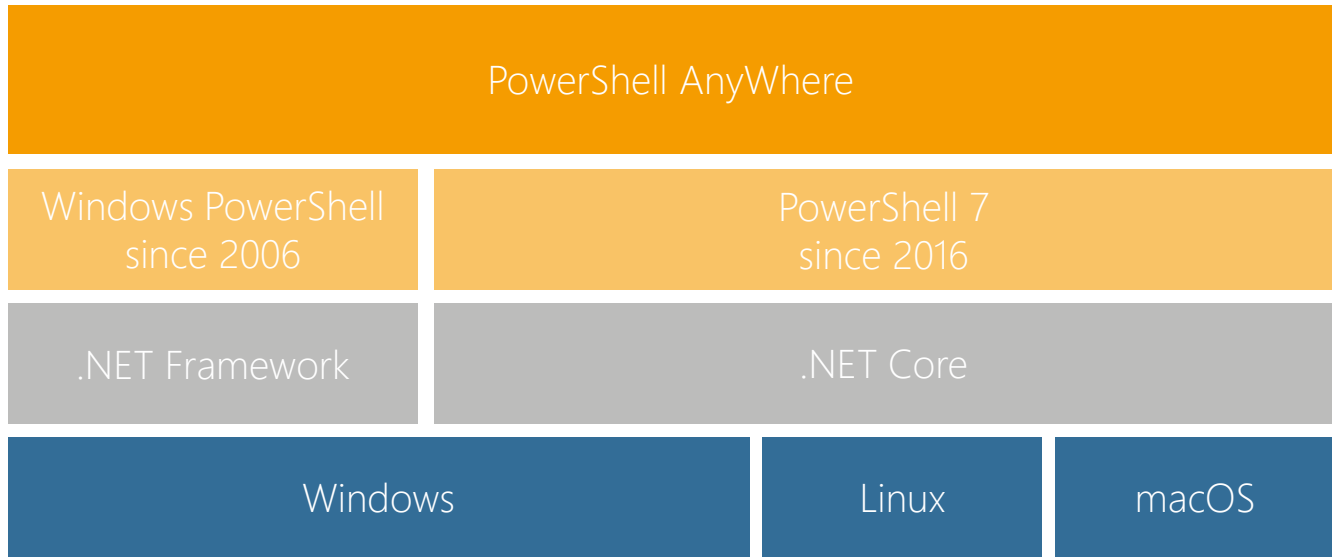 PowerShell AnyWhere
Windows PowerShell
since 2006
PowerShell 7
since 2016
.NET Framework
.NET Core
Windows
Linux
macOS